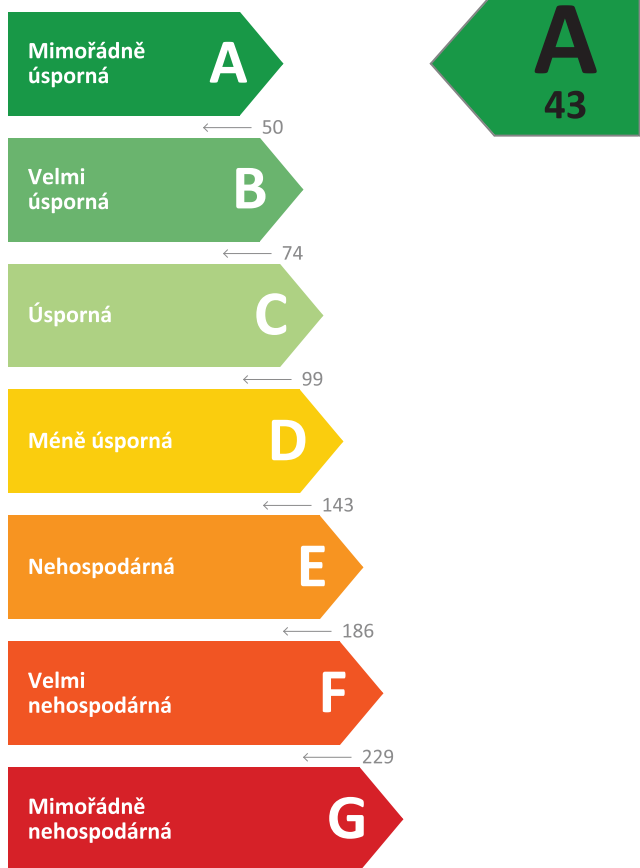 Mimořádně
úsporná
A
50
Velmi
úsporná
B
74
Úsporná
C
99
Méně úsporná
D
143
Nehospodárná
E
186
Velmi
nehospodárná
F
229
Mimořádně
nehospodárná
G
A
43